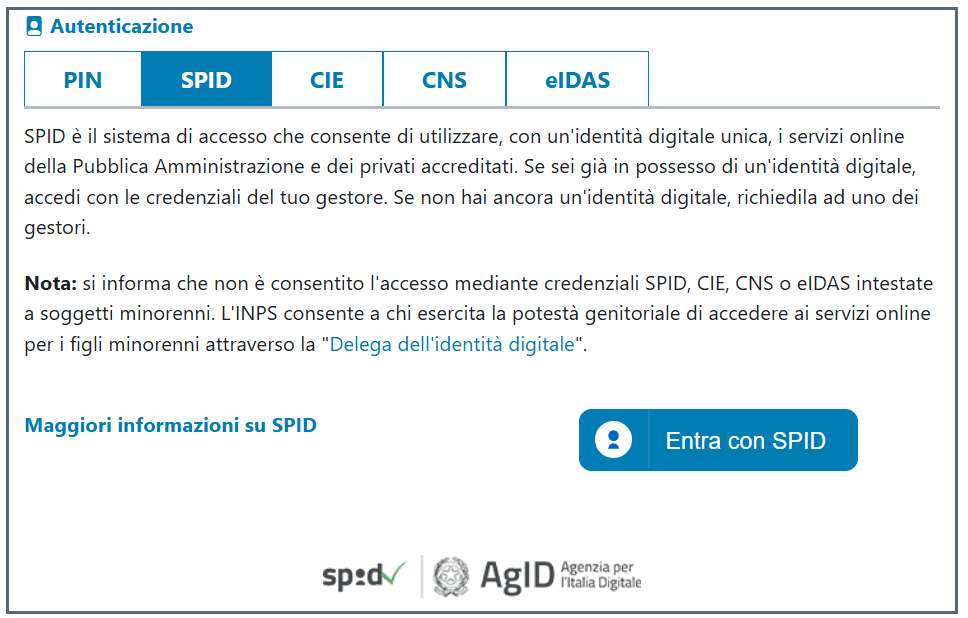 Autenticazione
PIN SPID CIE CNS eIDAS
SPID è il sistema di accesso che consente di utilizzare, con un'identità digitale unica, i servizi online
della Pubblica Amministrazione e dei privati accreditati. Se sei già in possesso di un'identità digitale,
accedi con le credenziali del tuo gestore. Se non hai ancora un'identità digitale, richiedila ad uno dei
gestori.
Nota: si informa che non è consentito l'accesso mediante credenziali SPID, CIE, CNS o eIDAS intestate
a soggetti minorenni. L'INPS consente a chi esercita la potestà genitoriale di accedere ai servizi online
per i figli minorenni attraverso la "Delega dell'identità digitale".
Maggiori informazioni su SPID
Entra con SPID
spid
AgID Agenzia per
l'Italia Digitale